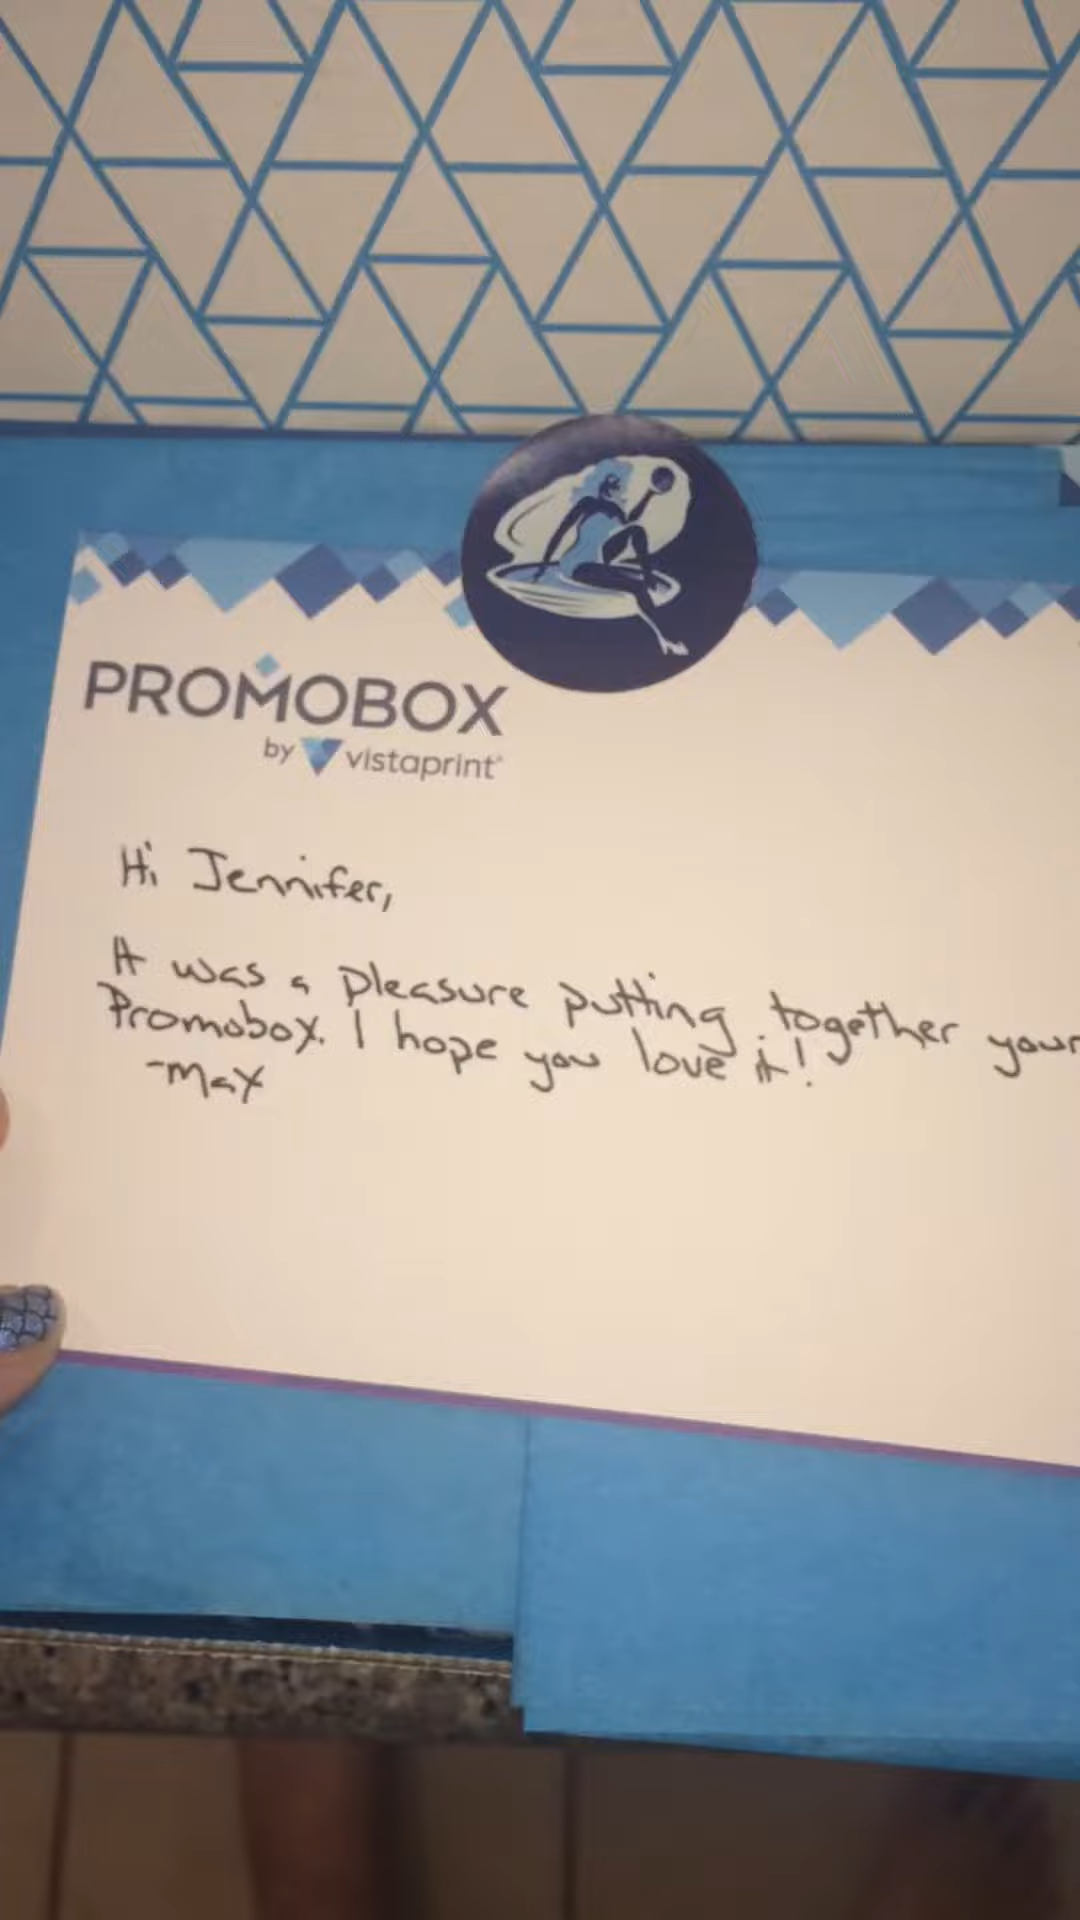 PROMOBOX
by vistaprint
Hi Jennifer,
It was a pleasure putting together your
Promobox. I hope you love it!
-Max